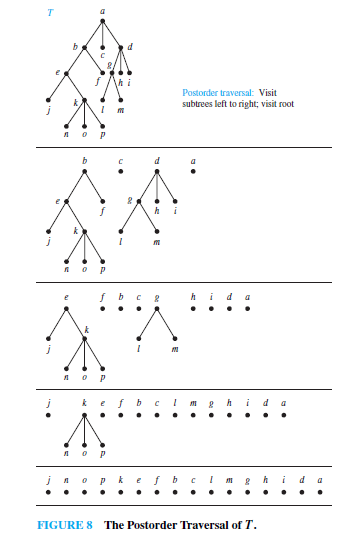 T
a
b
c
d
e
g
f h i
j
k
l
m
n o p
Postorder traversal: Visit
subtrees left to right; visit root
b c d a
e
f
g
h i
j
k
l
m
n o p
e f b c g h i d a
k
j
l
m
n o p
j k e f b c l m g h i d a
n o p
j n o p k e f b c l m g h i d a
FIGURE 8 The Postorder Traversal of T.